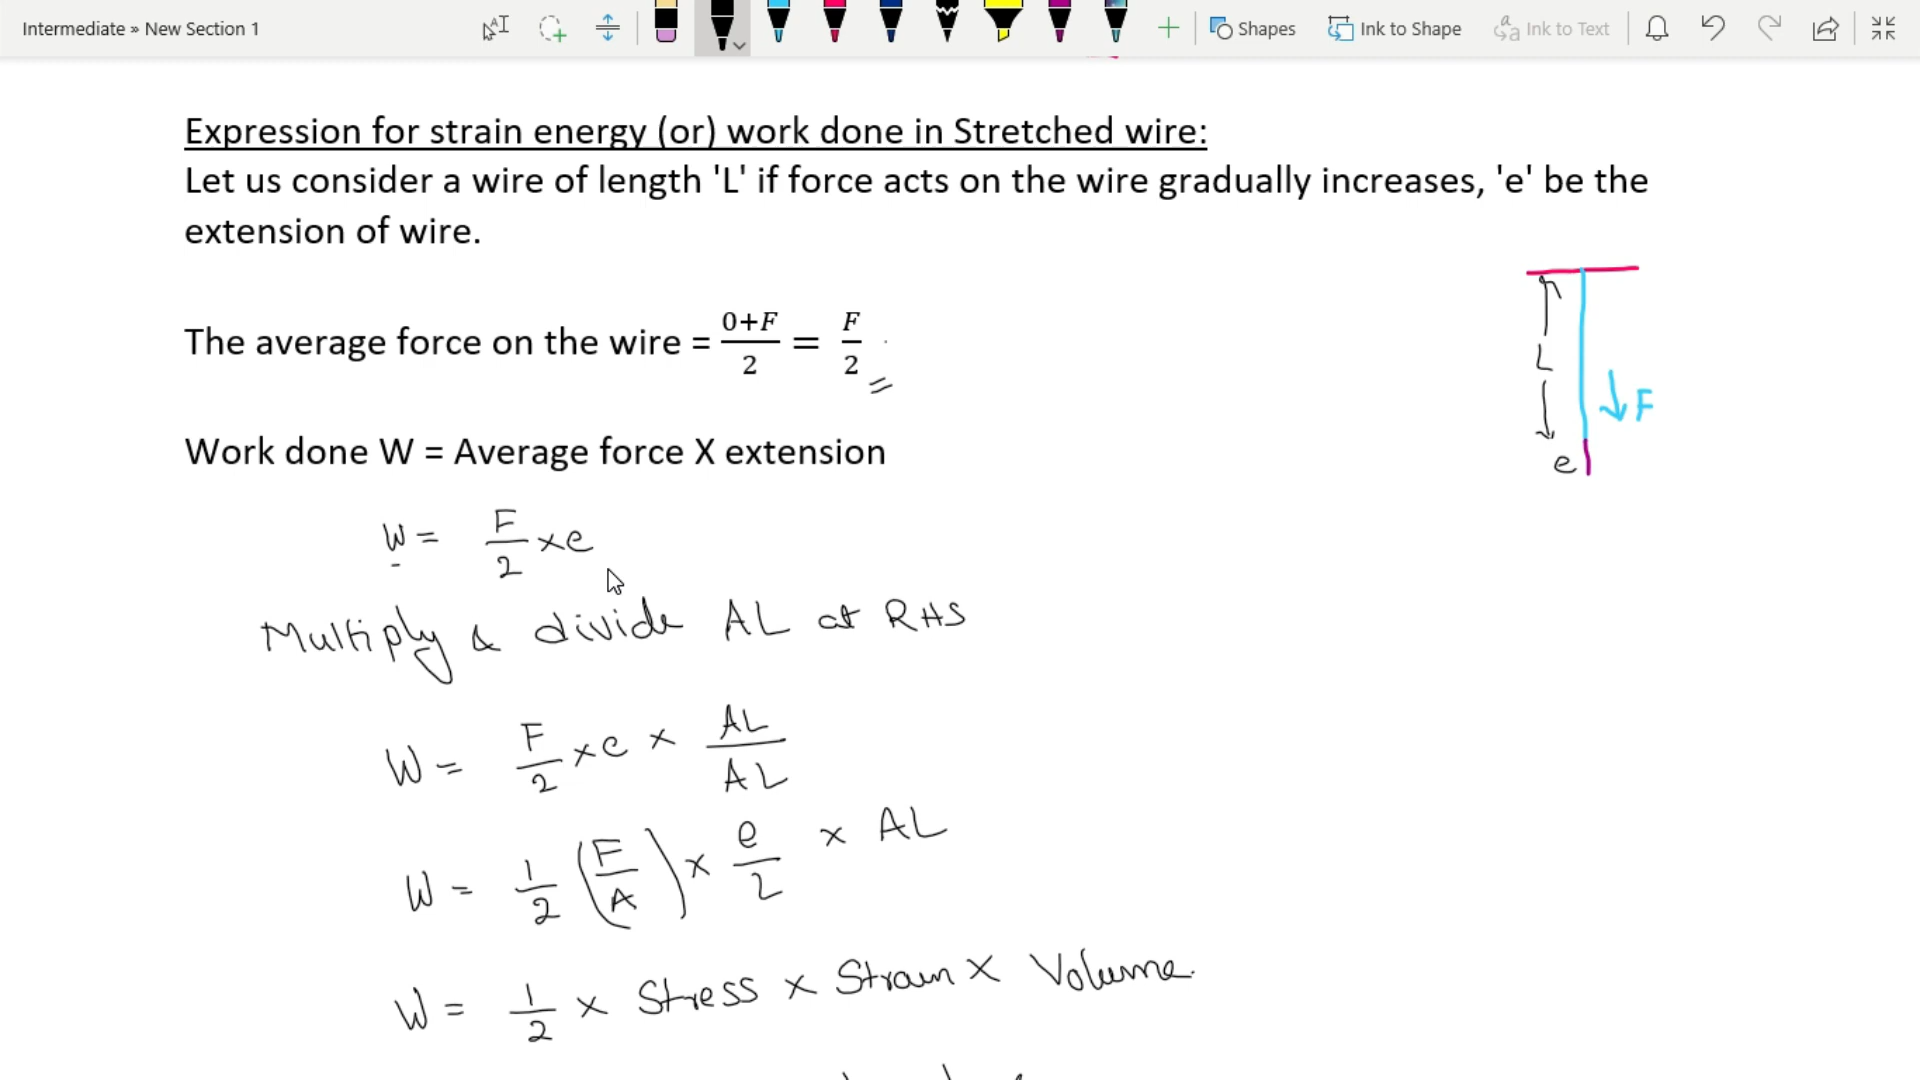 Intermediate » New Section 1
Shapes
Ink to Shape
Ink to Text
Expression for strain energy (or) work done in Stretched wire:
Let us consider a wire of length 'L' if force acts on the wire gradually increases, 'e' be the
extension of wire.
The average force on the wire = 0+F/2 = F/2
L
F
e
Work done W = Average force X extension
W = F/2 × e
Multiply & divide AL at RHS
W = F/2 × e × AL/AL
W = 1/2 (F/A) × e/2 × AL
W = 1/2 × Stress × Strain × Volume.